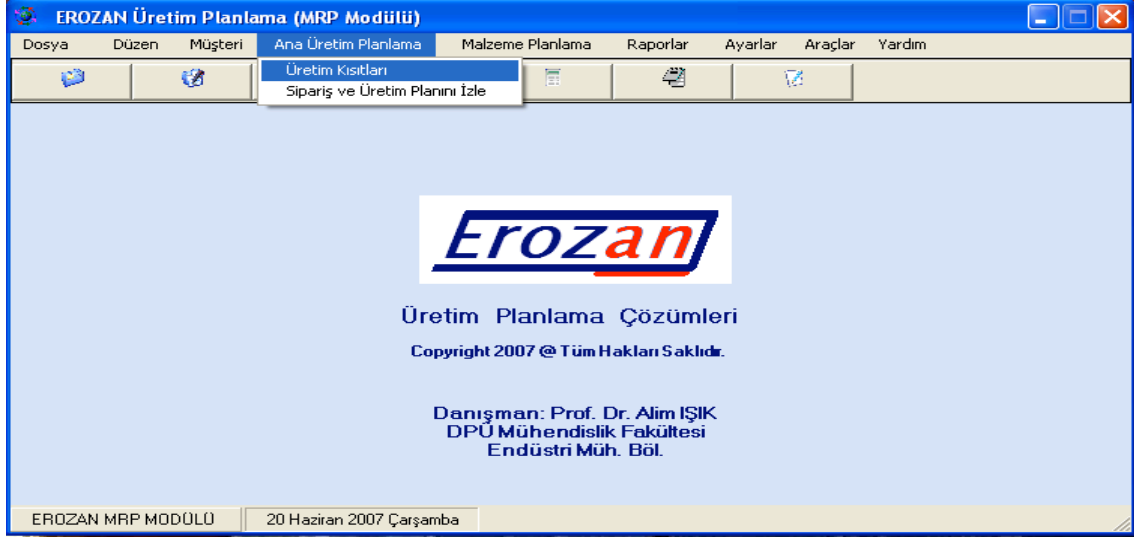 EROZAN Üretim Planlama (MRP Modülü)
Dosya Düzen Müşteri Ana Üretim Planlama Malzeme Planlama Raporlar Ayarlar Araçlar Yardım
Üretim Kısıtları
Sipariş ve Üretim Planını İzle
Erozan
Üretim Planlama Çözümleri
Copyright 2007 @ Tüm Hakları Saklıdır.
Danışman: Prof. Dr. Alim IŞIK
DPÜ Mühendislik Fakültesi
Endüstri Müh. Böl.
EROZAN MRP MODÜLÜ 20 Haziran 2007 Çarşamba